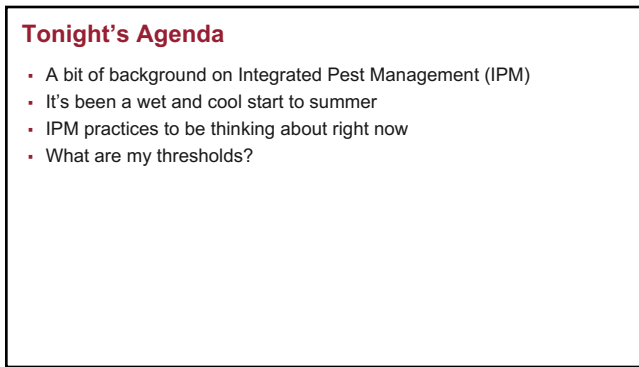 Tonight's Agenda
▪ A bit of background on Integrated Pest Management (IPM)
▪ It's been a wet and cool start to summer
▪ IPM practices to be thinking about right now
▪ What are my thresholds?